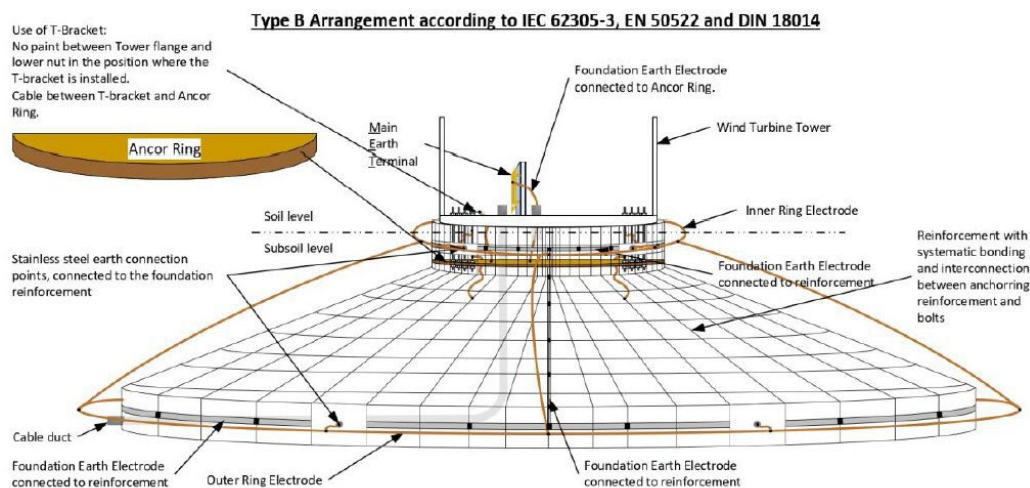 Type B Arrangement according to IEC 62305-3, EN 50522 and DIN 18014
Use of T-Bracket:
No paint between Tower flange and
lower nut in the position where the
T-bracket is installed.
Cable between T-bracket and Ancor
Ring.
Ancor Ring
Main
Earth
Terminal
Foundation Earth Electrode
connected to Ancor Ring.
Wind Turbine Tower
Soil level
Subsoil level
Inner Ring Electrode
Stainless steel earth connection
points, connected to the foundation
reinforcement
Foundation Earth Electrode
connected to reinforcement
Reinforcement with
systematic bonding
and interconnection
between anchorring
reinforcement and
bolts
Cable duct
Foundation Earth Electrode
connected to reinforcement
Outer Ring Electrode
Foundation Earth Electrode
connected to reinforcement